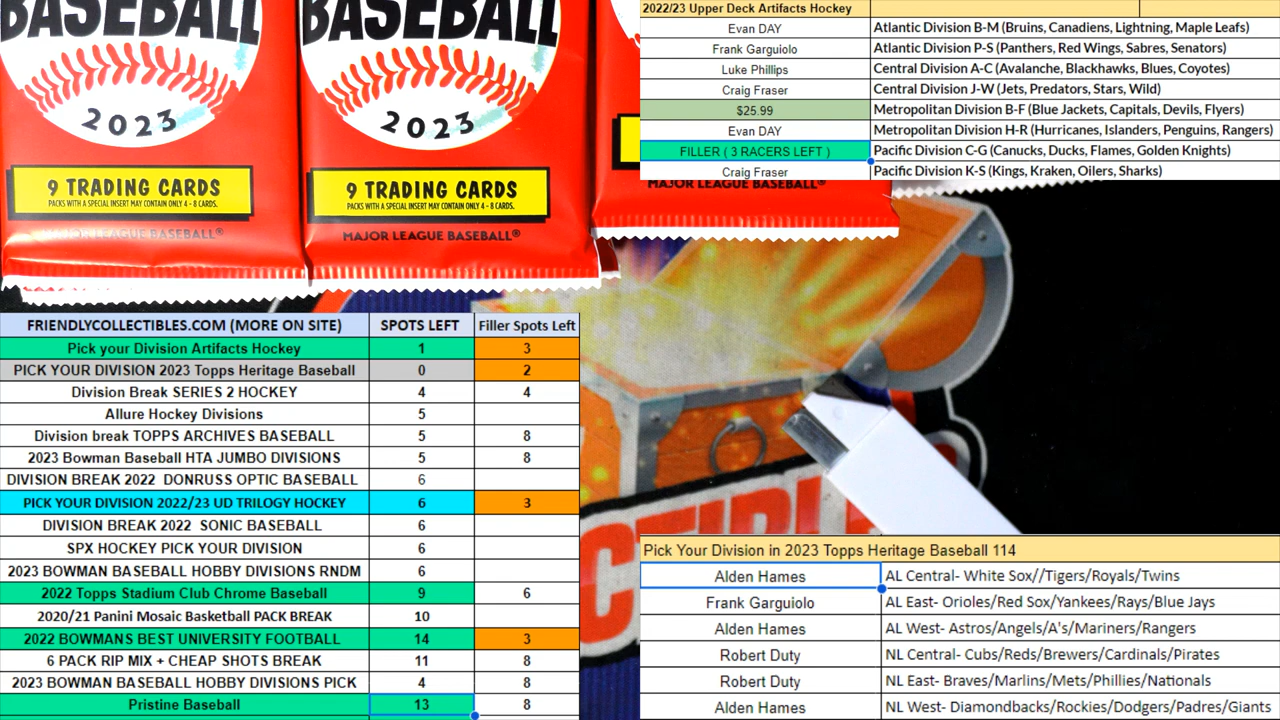 BASEBALL
2023
9 TRADING CARDS
PACKS WITH A SPECIAL INSERT MAY CONTAIN ONLY 4 - 8 CARDS.
MAJOR LEAGUE BASEBALL®
BASEBALL
2023
9 TRADING CARDS
PACKS WITH A SPECIAL INSERT MAY CONTAIN ONLY 4 - 8 CARDS.
MAJOR LEAGUE BASEBALL®
MAJOR LEAGUE BASEBALL®
2022/23 Upper Deck Artifacts Hockey
Evan DAY Atlantic Division B-M (Bruins, Canadiens, Lightning, Maple Leafs)
Frank Garguiolo Atlantic Division P-S (Panthers, Red Wings, Sabres, Senators)
Luke Phillips Central Division A-C (Avalanche, Blackhawks, Blues, Coyotes)
Craig Fraser Central Division J-W (Jets, Predators, Stars, Wild)
$25.99 Metropolitan Division B-F (Blue Jackets, Capitals, Devils, Flyers)
Evan DAY Metropolitan Division H-R (Hurricanes, Islanders, Penguins, Rangers)
FILLER ( 3 RACERS LEFT ) Pacific Division C-G (Canucks, Ducks, Flames, Golden Knights)
Craig Fraser Pacific Division K-S (Kings, Kraken, Oilers, Sharks)
FRIENDLYCOLLECTIBLES.COM (MORE ON SITE) SPOTS LEFT Filler Spots Left
Pick your Division Artifacts Hockey 1 3
PICK YOUR DIVISION 2023 Topps Heritage Baseball 0 2
Division Break SERIES 2 HOCKEY 4 4
Allure Hockey Divisions 5
Division break TOPPS ARCHIVES BASEBALL 5 8
2023 Bowman Baseball HTA JUMBO DIVISIONS 5 8
DIVISION BREAK 2022 DONRUSS OPTIC BASEBALL 6
PICK YOUR DIVISION 2022/23 UD TRILOGY HOCKEY 6 3
DIVISION BREAK 2022 SONIC BASEBALL 6
SPX HOCKEY PICK YOUR DIVISION 6
2023 BOWMAN BASEBALL HOBBY DIVISIONS RNDM 6
2022 Topps Stadium Club Chrome Baseball 9 6
2020/21 Panini Mosaic Basketball PACK BREAK 10
2022 BOWMANS BEST UNIVERSITY FOOTBALL 14 3
6 PACK RIP MIX + CHEAP SHOTS BREAK 11 8
2023 BOWMAN BASEBALL HOBBY DIVISIONS PICK 4 8
Pristine Baseball 13 8
Pick Your Division in 2023 Topps Heritage Baseball 114
Alden Hames AL Central- White Sox//Tigers/Royals/Twins
Frank Garguiolo AL East- Orioles/Red Sox/Yankees/Rays/Blue Jays
Alden Hames AL West- Astros/Angels/A's/Mariners/Rangers
Robert Duty NL Central- Cubs/Reds/Brewers/Cardinals/Pirates
Robert Duty NL East- Braves/Marlins/Mets/Phillies/Nationals
Alden Hames NL West- Diamondbacks/Rockies/Dodgers/Padres/Giants